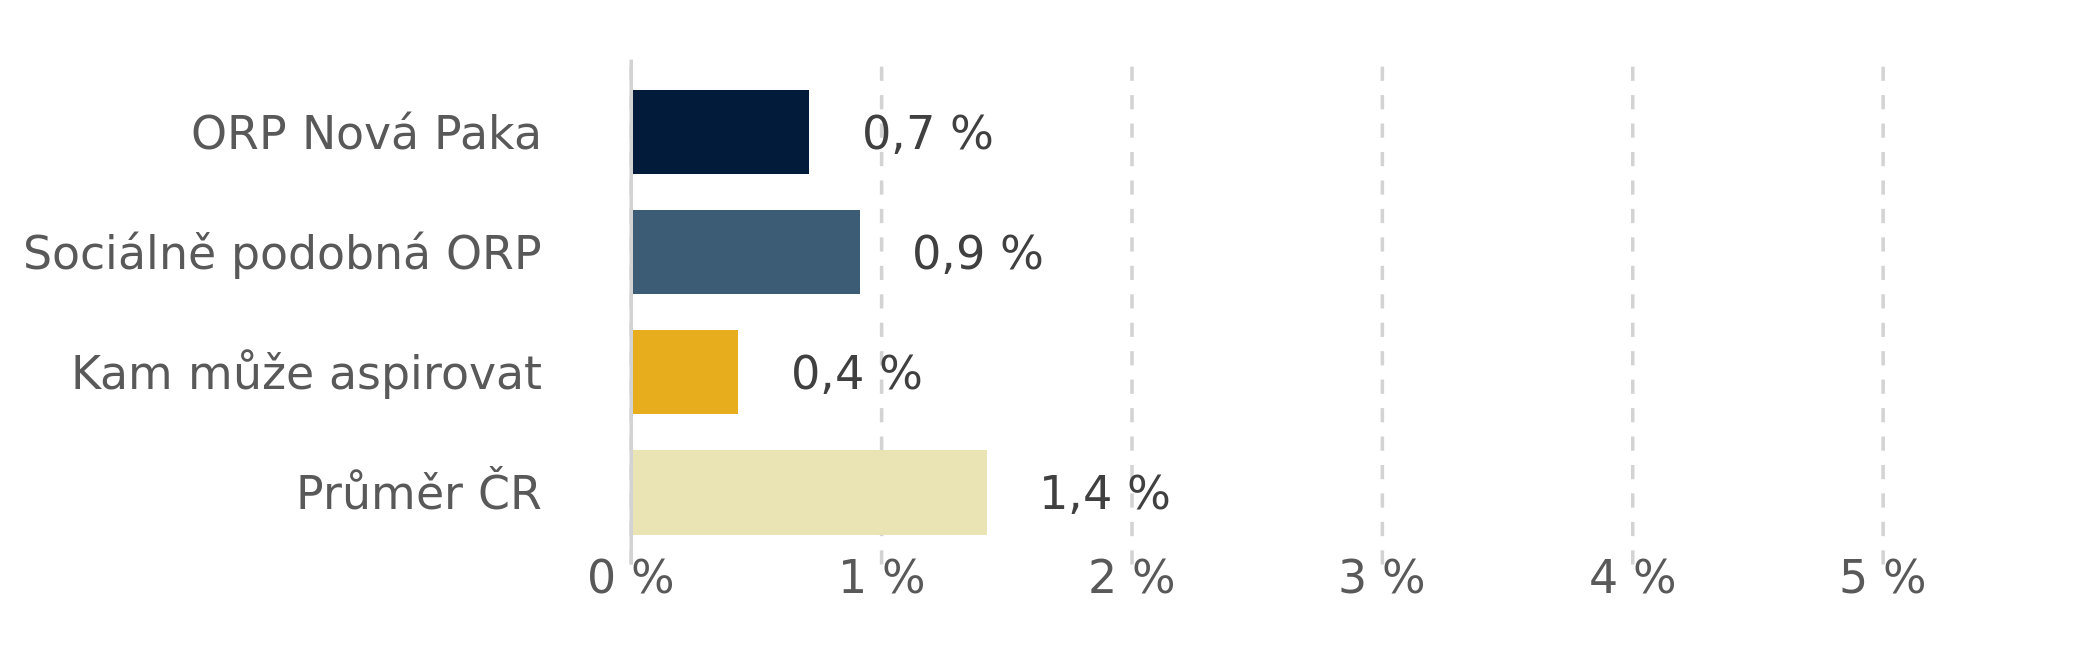 ORP Nová Paka 0,7 %
Sociálně podobná ORP 0,9 %
Kam může aspirovat 0,4 %
Průměr ČR 1,4 %
0 % 1 % 2 % 3 % 4 % 5 %